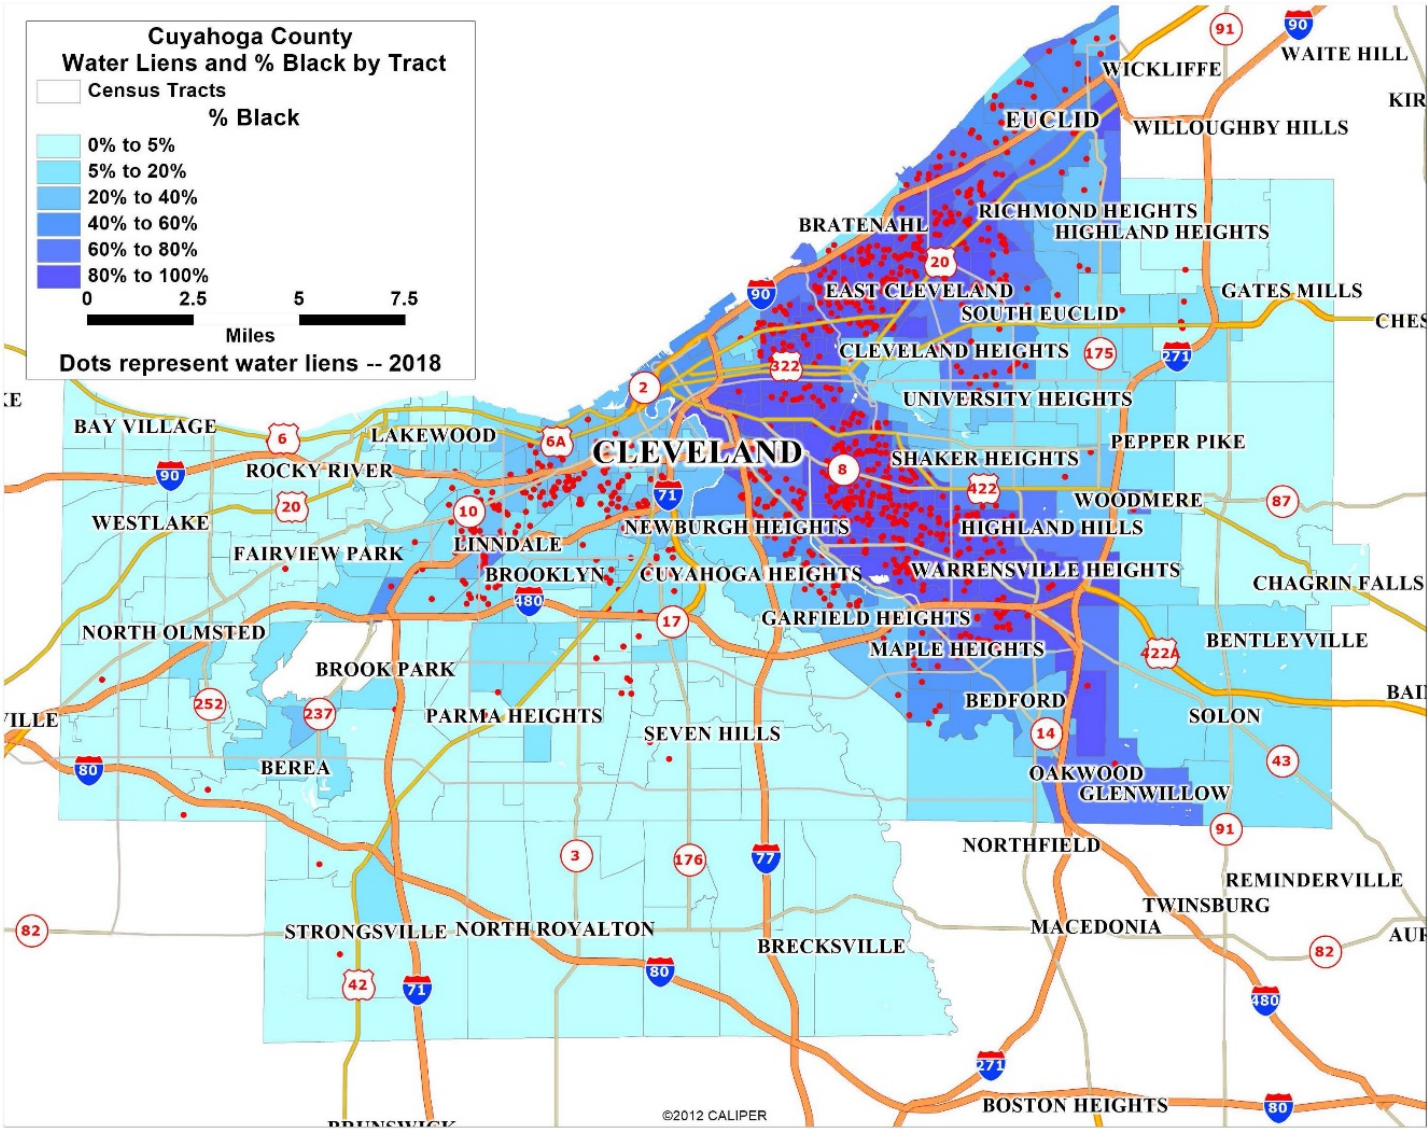 Cuyahoga County
Water Liens and % Black by Tract
Census Tracts
% Black
0% to 5%
5% to 20%
20% to 40%
40% to 60%
60% to 80%
80% to 100%
0 2.5 5 7.5
Miles
Dots represent water liens -- 2018
91
90
WAITE HILL
WICKLIFFE
KIR
EUCLID
WILLOUGHBY HILLS
RICHMOND HEIGHTS
BRATENAHL
HIGHLAND HEIGHTS
20
90
EAST CLEVELAND
GATES MILLS
SOUTH EUCLID
CHES
CLEVELAND HEIGHTS
175
271
322
2
KE
UNIVERSITY HEIGHTS
BAY VILLAGE
6
LAKEWOOD
6A
PEPPER PIKE
CLEVELAND
SHAKER HEIGHTS
90
ROCKY RIVER
8
422
71
WOODMERE
87
20
10
WESTLAKE
NEWBURGH HEIGHTS
HIGHLAND HILLS
FAIRVIEW PARK
LINNDALE
BROOKLYN
CUYAHOGA HEIGHTS
WARRENSVILLE HEIGHTS
CHAGRIN FALLS
480
17
GARFIELD HEIGHTS
NORTH OLMSTED
BENTLEYVILLE
MAPLE HEIGHTS
422A
BROOK PARK
BAI
BEDFORD
252
237
PARMA HEIGHTS
SOLON
VILLE
SEVEN HILLS
14
80
BEREA
43
OAKWOOD
GLENWILLOW
91
NORTHFIELD
3
176
77
REMINDERVILLE
TWINSBURG
82
STRONGSVILLE
NORTH ROYALTON
MACEDONIA
AUR
BRECKSVILLE
82
80
42
71
480
271
BOSTON HEIGHTS
80
©2012 CALIPER
BRUNSWICK